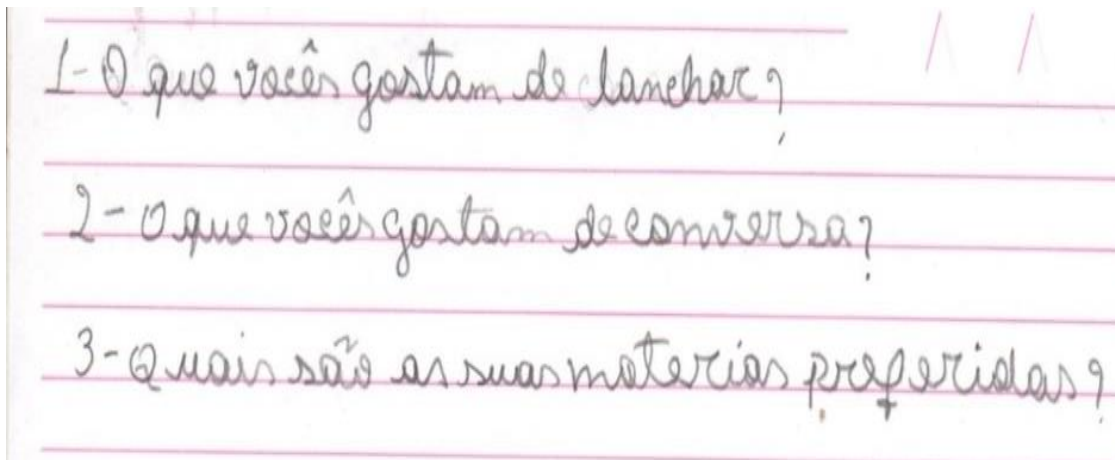 1- O que vocês gostam de lanchar?
2- O que vocês gostam de conversa?
3- Quais são as suas materias preferidas?